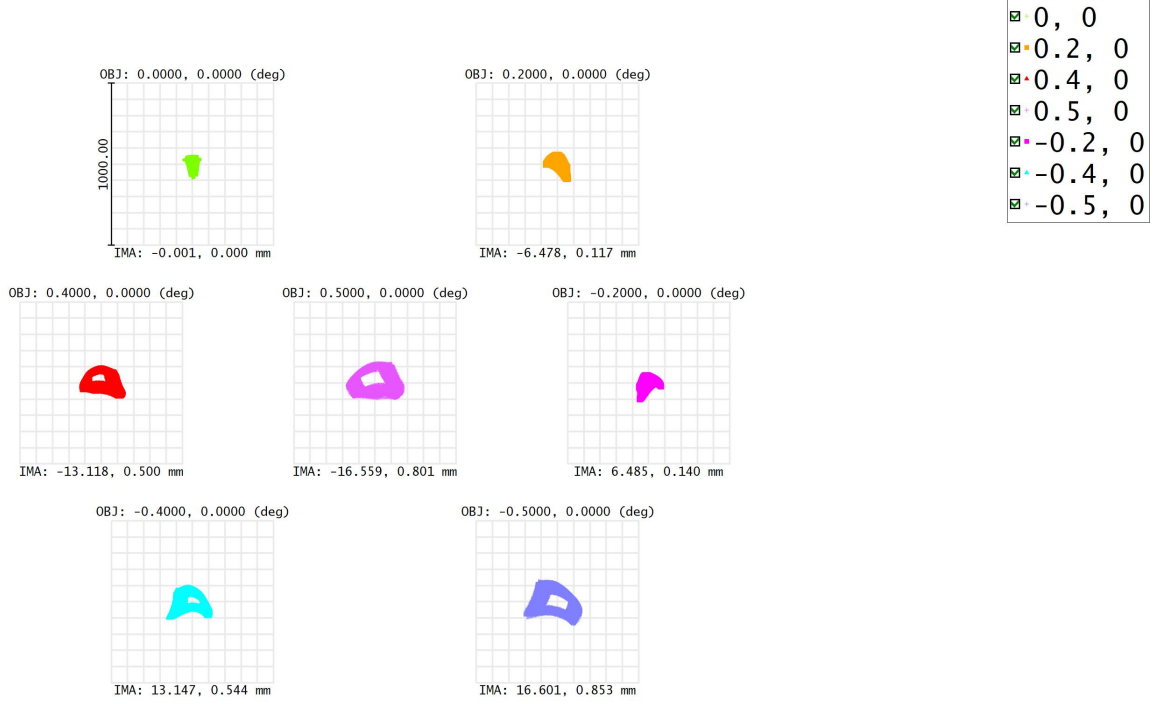 0, 0
0.2, 0
0.4, 0
0.5, 0
-0.2, 0
-0.4, 0
-0.5, 0
OBJ: 0.0000, 0.0000 (deg)
1000.00
IMA: -0.001, 0.000 mm
OBJ: 0.2000, 0.0000 (deg)
IMA: -6.478, 0.117 mm
OBJ: 0.4000, 0.0000 (deg)
IMA: -13.118, 0.500 mm
OBJ: 0.5000, 0.0000 (deg)
IMA: -16.559, 0.801 mm
OBJ: -0.2000, 0.0000 (deg)
IMA: 6.485, 0.140 mm
OBJ: -0.4000, 0.0000 (deg)
IMA: 13.147, 0.544 mm
OBJ: -0.5000, 0.0000 (deg)
IMA: 16.601, 0.853 mm